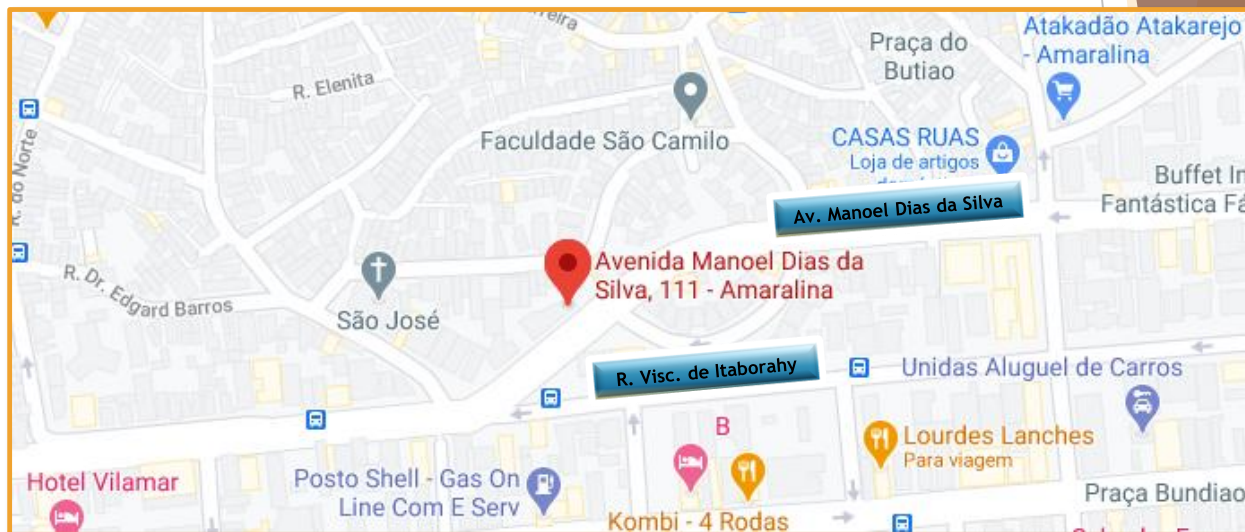 Atakadão Atakarejo
- Amaralina
Praça do
Butiao
R. Elenita
Faculdade São Camilo
CASAS RUAS
Loja de artigos
R. do Norte
Buffet
Fantástica
Av. Manoel Dias da Silva
Avenida Manoel Dias da
Silva, 111 - Amaralina
R. Dr. Edgard Barros
São José
R. Visc. de Itaborahy
Unidas Aluguel de Carros
B
Lourdes Lanches
Para viagem
Hotel Vilamar
Posto Shell - Gas On
Line Com E Serv
Praça Bundiao
Kombi - 4 Rodas